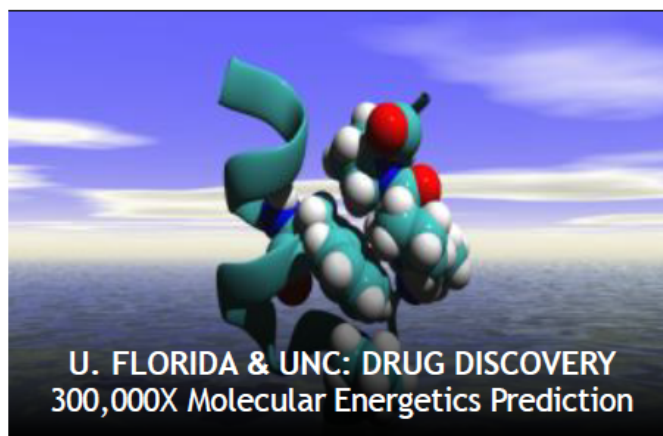 U. FLORIDA & UNC: DRUG DISCOVERY
300,000X Molecular Energetics Prediction